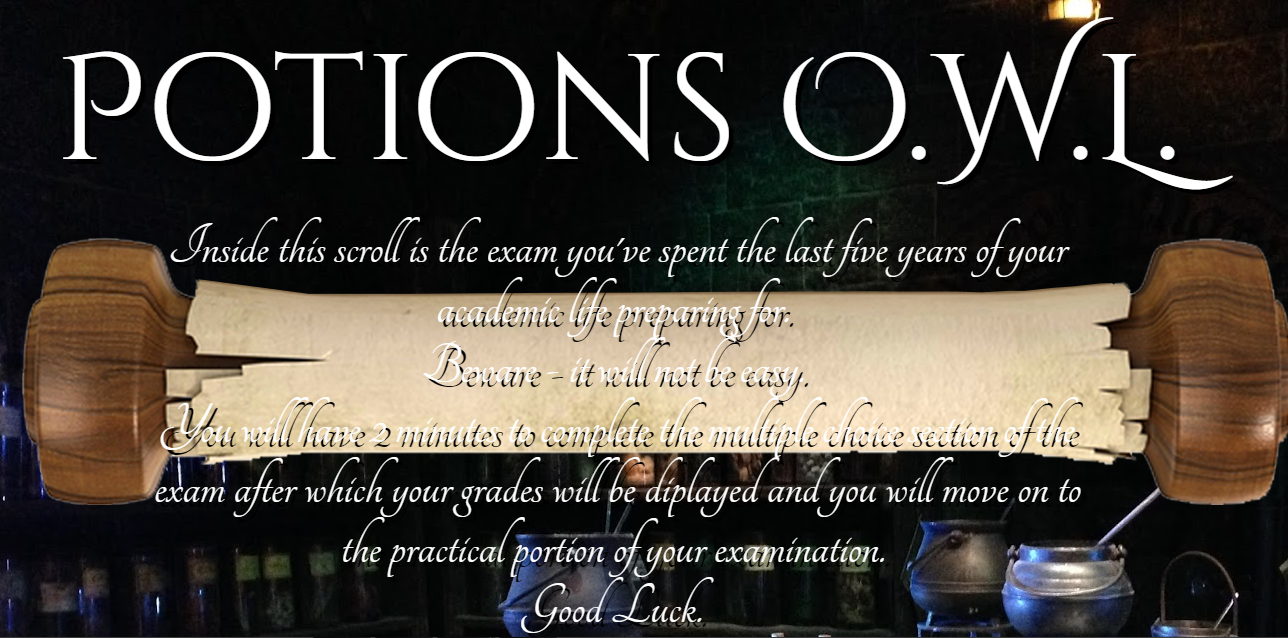 POTIONS O.W.L.
Inside this scroll is the exam you've spent the last five years of your
academic life preparing for.
Beware - it will not be easy.
You will have 2 minutes to complete the multiple choice section of the
exam after which your grades will be diplayed and you will move on to
the practical portion of your examination.
Good Luck.